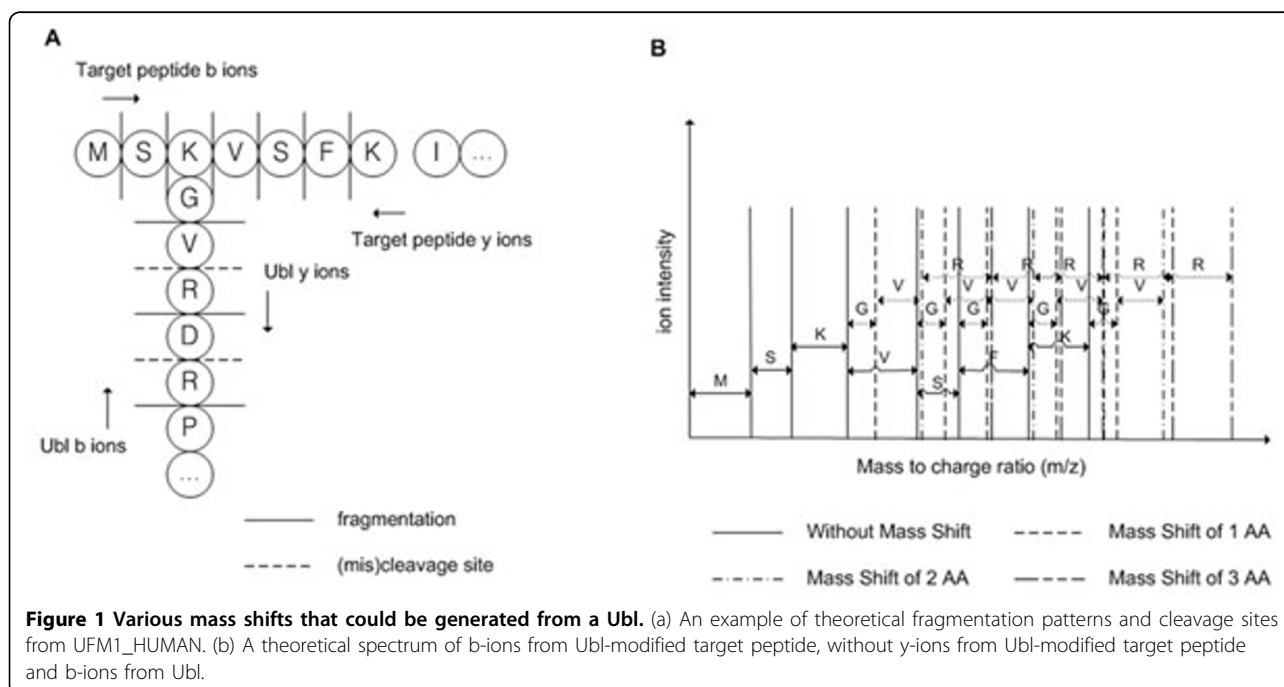 A
Target peptide b ions
M S K V S F K I ...
G
Target peptide y ions
V
Ubl y ions
R
D
R
Ubl b ions
P
...
fragmentation
(mis)cleavage site
B
ion intensity
R R R R R
V V V V V
G G G G G
K K
V F
S S
M
Mass to charge ratio (m/z)
Without Mass Shift
Mass Shift of 1 AA
Mass Shift of 2 AA
Mass Shift of 3 AA
Figure 1 Various mass shifts that could be generated from a Ubl. (a) An example of theoretical fragmentation patterns and cleavage sites
from UFM1_HUMAN. (b) A theoretical spectrum of b-ions from Ubl-modified target peptide, without y-ions from Ubl-modified target peptide
and b-ions from Ubl.